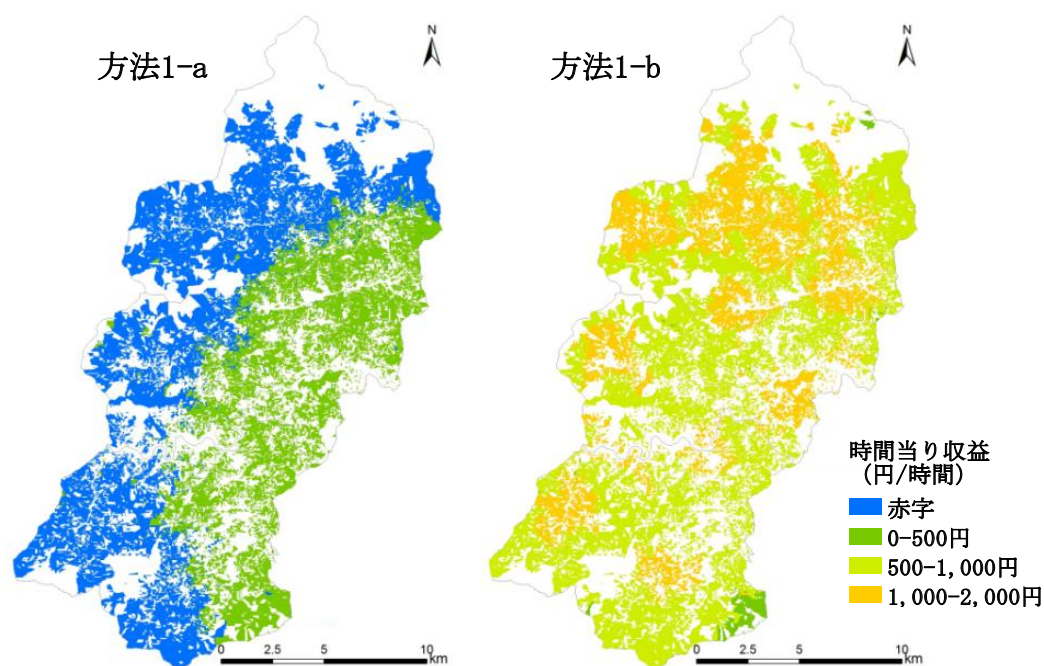 方法1-a
N
方法1-b
N
時間当り収益
(円/時間)
赤字
0-500円
500-1,000円
1,000-2,000円
0 2.5 5 10
km
0 2.5 5 10
km